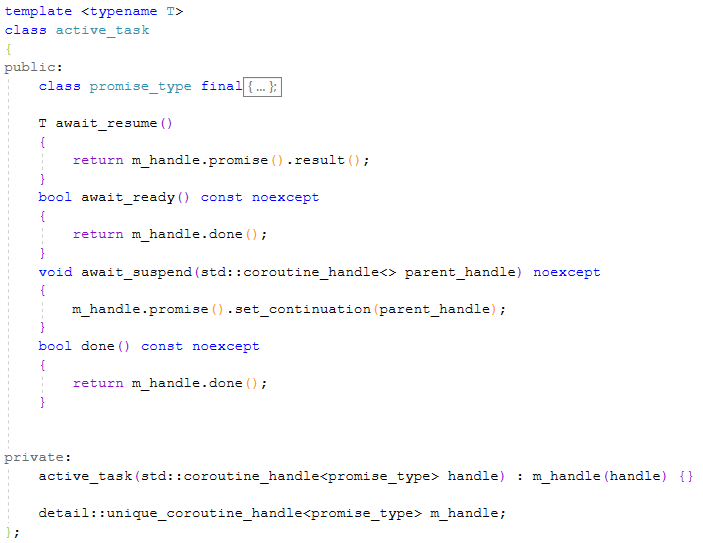 template <typename T>
class active_task
{
public:
    class promise_type final{...};

    T await_resume()
    {
        return m_handle.promise().result();
    }
    bool await_ready() const noexcept
    {
        return m_handle.done();
    }
    void await_suspend(std::coroutine_handle<> parent_handle) noexcept
    {
        m_handle.promise().set_continuation(parent_handle);
    }
    bool done() const noexcept
    {
        return m_handle.done();
    }


private:
    active_task(std::coroutine_handle<promise_type> handle) : m_handle(handle) {}

    detail::unique_coroutine_handle<promise_type> m_handle;
};